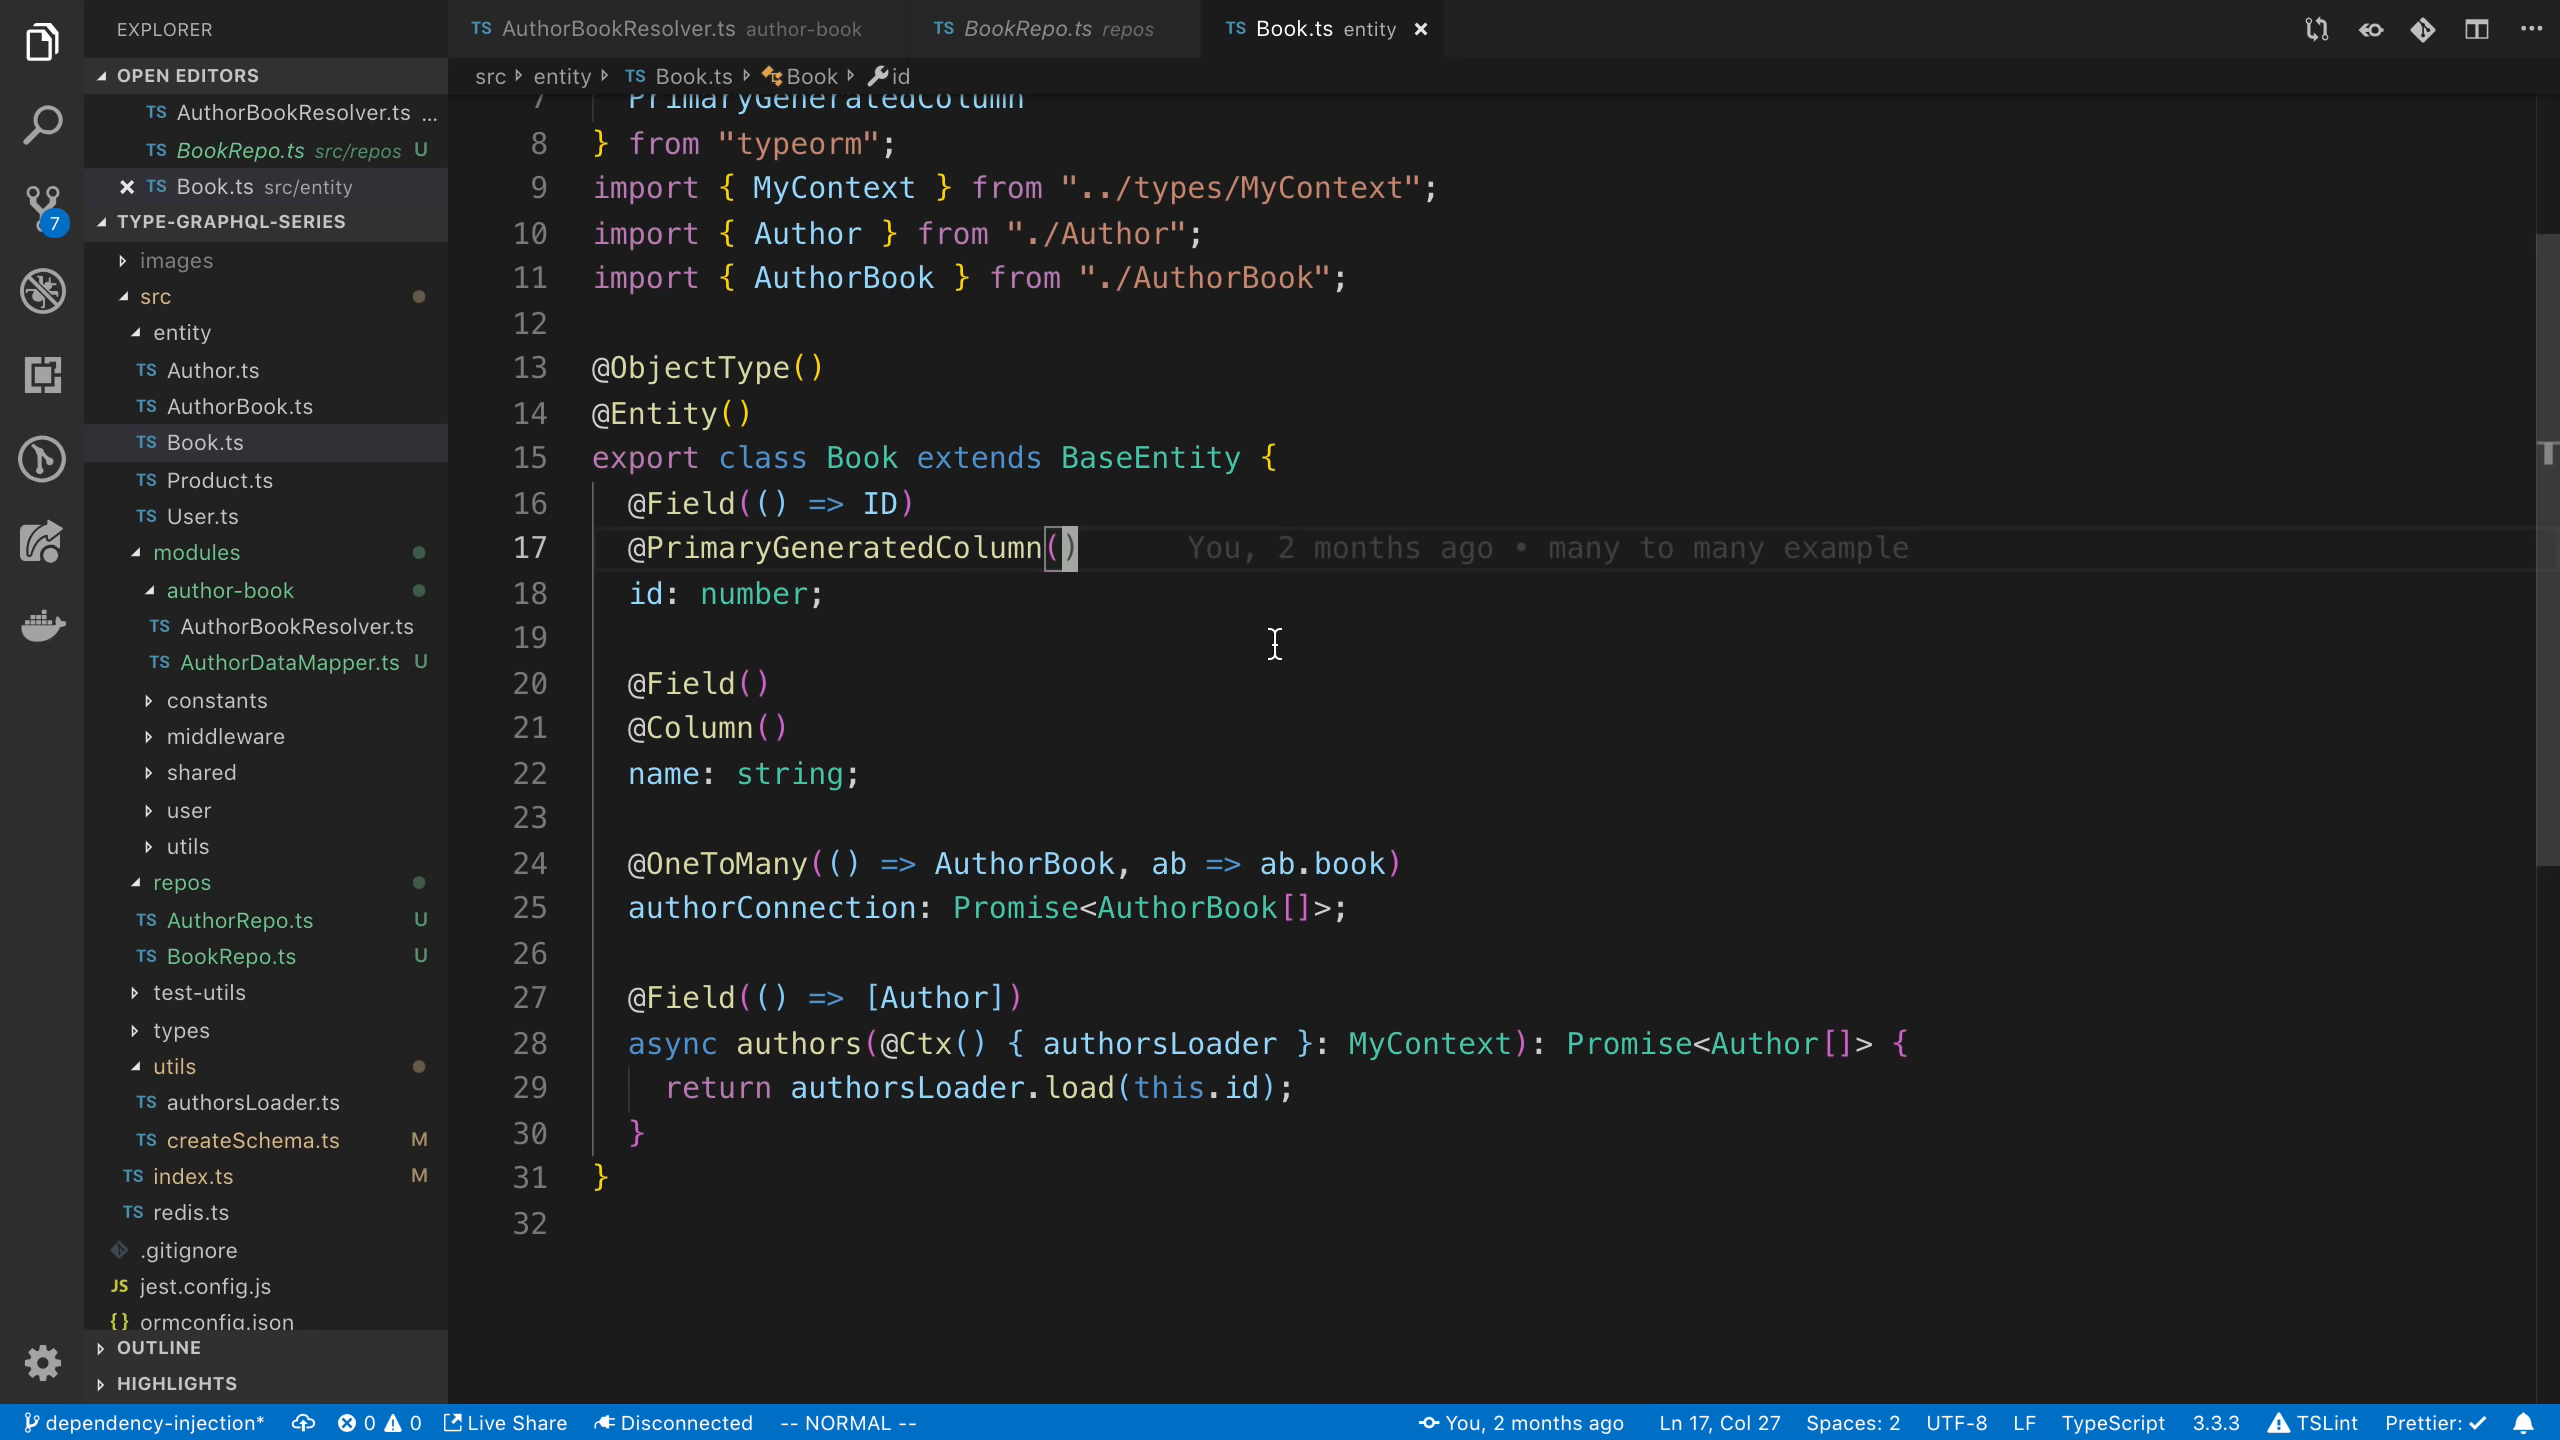 EXPLORER
OPEN EDITORS
TS AuthorBookResolver.ts ...
TS BookRepo.ts src/repos U
TS Book.ts src/entity
TYPE-GRAPHQL-SERIES
images
src
entity
TS Author.ts
TS AuthorBook.ts
TS Book.ts
TS Product.ts
TS User.ts
modules
author-book
TS AuthorBookResolver.ts
TS AuthorDataMapper.ts U
constants
middleware
shared
user
utils
repos
TS AuthorRepo.ts U
TS BookRepo.ts U
test-utils
types
utils
TS authorsLoader.ts
TS createSchema.ts M
TS index.ts M
TS redis.ts
.gitignore
JS jest.config.js
{} ormconfig.json
OUTLINE
HIGHLIGHTS
7
TS AuthorBookResolver.ts author-book TS BookRepo.ts repos TS Book.ts entity
src entity TS Book.ts Book id
7 PrimaryGeneratedColumn
8 } from "typeorm";
9 import { MyContext } from "../types/MyContext";
10 import { Author } from "./Author";
11 import { AuthorBook } from "./AuthorBook";
12
13 @ObjectType()
14 @Entity()
15 export class Book extends BaseEntity {
16 @Field(() => ID)
17 @PrimaryGeneratedColumn() You, 2 months ago • many to many example
18 id: number;
19
20 @Field()
21 @Column()
22 name: string;
23
24 @OneToMany(() => AuthorBook, ab => ab.book)
25 authorConnection: Promise<AuthorBook[]>;
26
27 @Field(() => [Author])
28 async authors(@Ctx() { authorsLoader }: MyContext): Promise<Author[]> {
29 return authorsLoader.load(this.id);
30 }
31 }
32
dependency-injection* 0 0 Live Share Disconnected -- NORMAL -- You, 2 months ago Ln 17, Col 27 Spaces: 2 UTF-8 LF TypeScript 3.3.3 TSLint Prettier: ✓